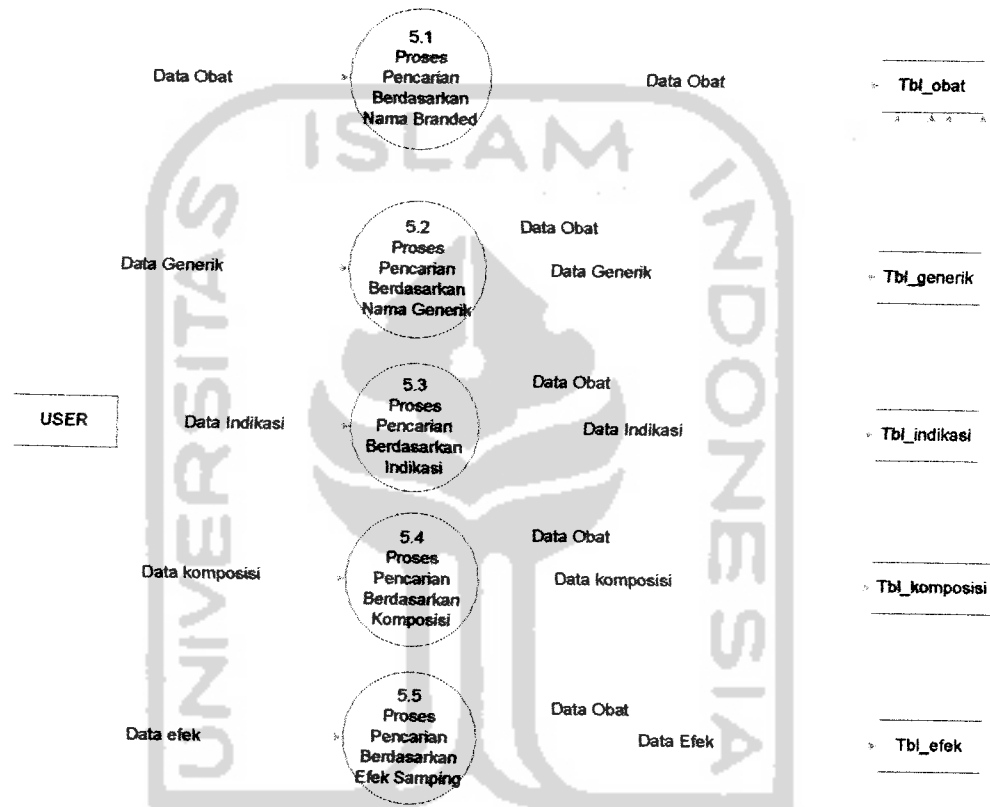 5.1
Proses
Pencarian
Berdasarkan
Nama Branded
Data Obat
Data Obat
Tbl_obat
5.2
Proses
Pencarian
Berdasarkan
Nama Generik
Data Generik
Data Obat
Data Generik
Tbl_generik
USER
5.3
Proses
Pencarian
Berdasarkan
Indikasi
Data Indikasi
Data Obat
Data Indikasi
Tbl_indikasi
5.4
Proses
Pencarian
Berdasarkan
Komposisi
Data komposisi
Data Obat
Data komposisi
Tbl_komposisi
5.5
Proses
Pencarian
Berdasarkan
Efek Samping
Data efek
Data Obat
Data Efek
Tbl_efek
UNIVERSITAS
ISLAM
INDONESIA